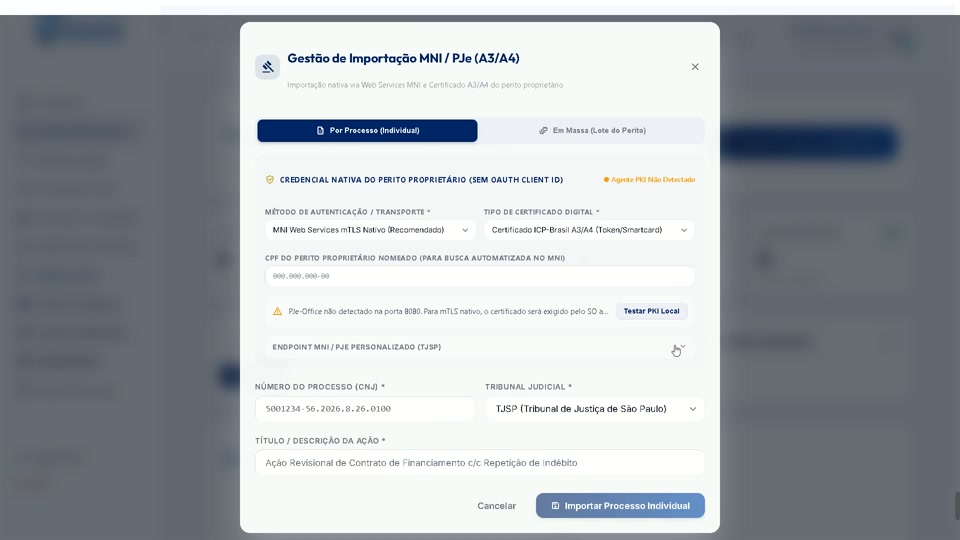 Gestão de Importação MNI / PJe (A3/A4)
Importação nativa via Web Services MNI e Certificado A3/A4 do perito proprietário
Por Processo (Individual)
Em Massa (Lote do Perito)
CREDENCIAL NATIVA DO PERITO PROPRIETÁRIO (SEM OAUTH CLIENT ID)
Agente PKI Não Detectado
MÉTODO DE AUTENTICAÇÃO / TRANSPORTE *
TIPO DE CERTIFICADO DIGITAL *
MNI Web Services mTLS Nativo (Recomendado)
Certificado ICP-Brasil A3/A4 (Token/Smartcard)
CPF DO PERITO PROPRIETÁRIO NOMEADO (PARA BUSCA AUTOMATIZADA NO MNI)
000.000.000-00
PJe-Office não detectado na porta 8080. Para mTLS nativo, o certificado será exigido pelo SO a...
Testar PKI Local
ENDPOINT MNI / PJE PERSONALIZADO (TJSP)
NÚMERO DO PROCESSO (CNJ) *
TRIBUNAL JUDICIAL *
5001234-56.2026.8.26.0100
TJSP (Tribunal de Justiça de São Paulo)
TÍTULO / DESCRIÇÃO DA AÇÃO *
Ação Revisional de Contrato de Financiamento c/c Repetição de Indébito
Cancelar
Importar Processo Individual